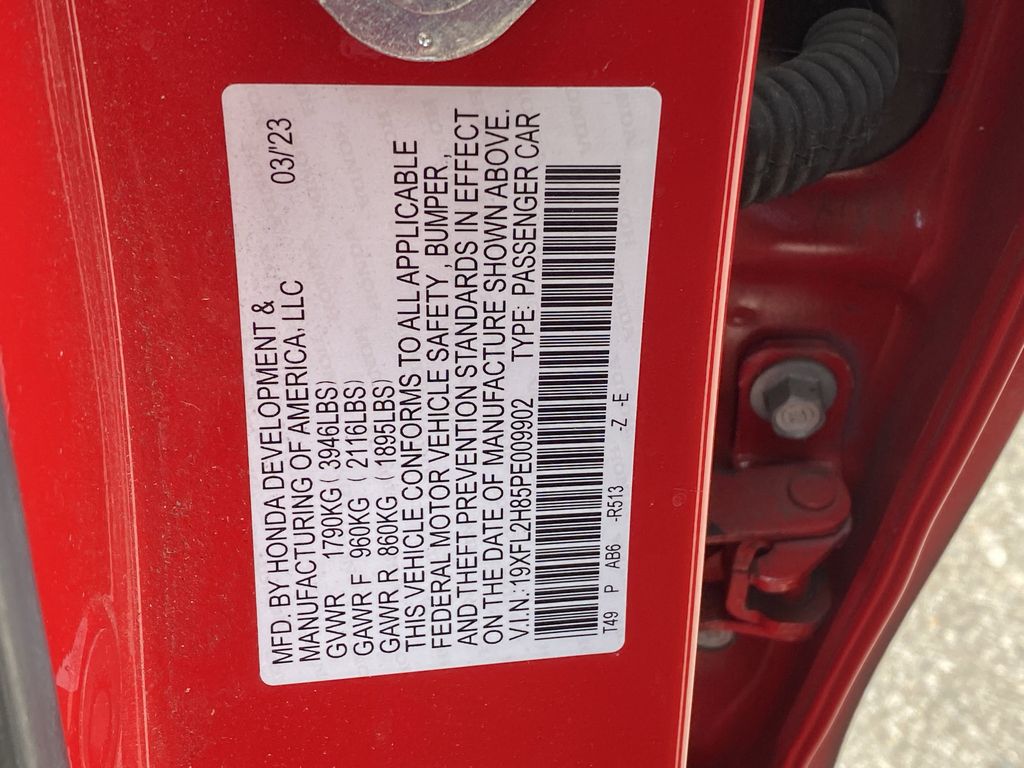 MFD. BY HONDA DEVELOPMENT &
MANUFACTURING OF AMERICA, LLC 03/'23
GVWR 1790KG ( 3946LBS)
GAWR F 960KG ( 2116LBS)
GAWR R 860KG ( 1895LBS)
THIS VEHICLE CONFORMS TO ALL APPLICABLE
FEDERAL MOTOR VEHICLE SAFETY, BUMPER,
AND THEFT PREVENTION STANDARDS IN EFFECT
ON THE DATE OF MANUFACTURE SHOWN ABOVE.
V.I.N.: 19XFL2H85PE009902 TYPE: PASSENGER CAR
T49 P AB6 -R513 -Z -E